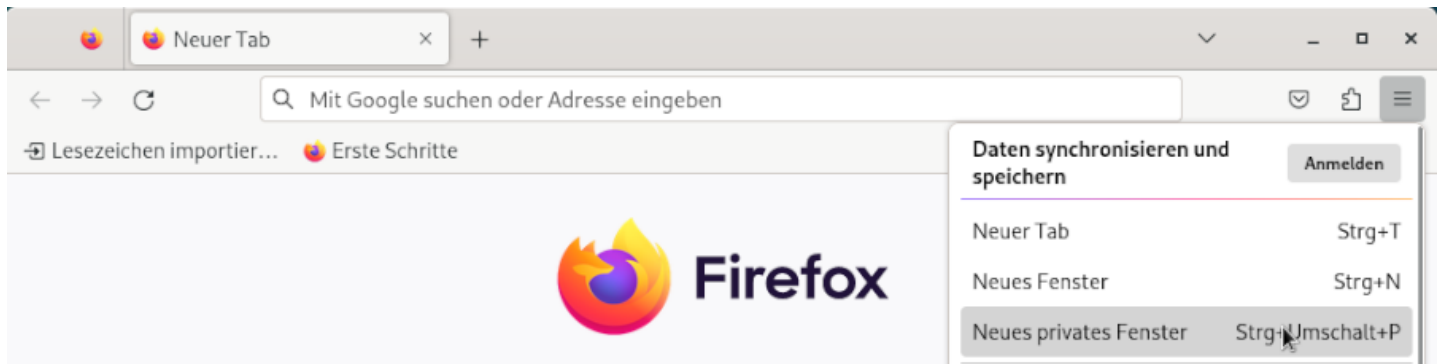 Neuer Tab
Mit Google suchen oder Adresse eingeben
Lesezeichen importier... Erste Schritte
Daten synchronisieren und
speichern
Anmelden
Neuer Tab Strg+T
Neues Fenster Strg+N
Neues privates Fenster Strg+Umschalt+P
Firefox